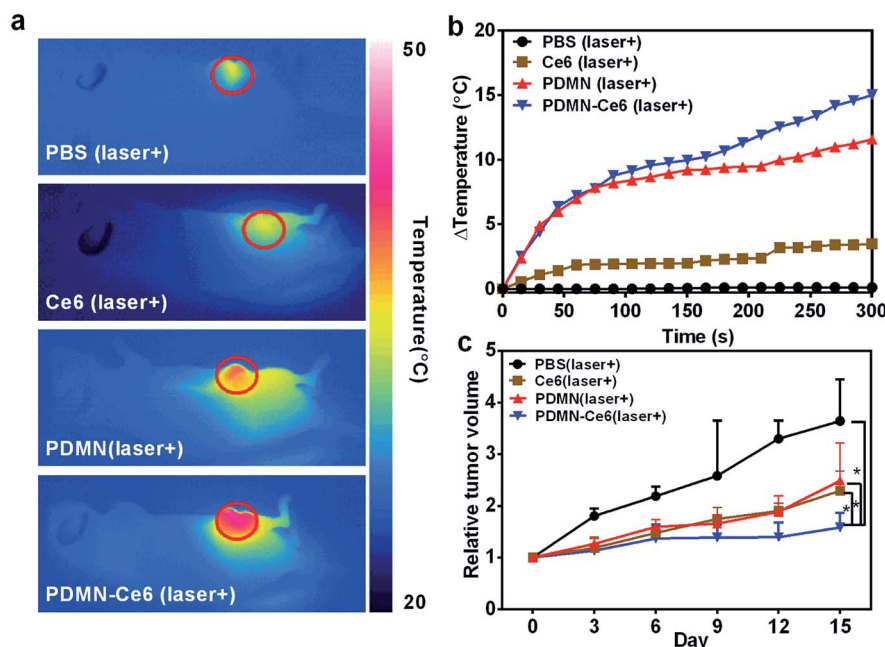 a
50
PBS (laser+)
Ce6 (laser+)
PDMN(laser+)
PDMN-Ce6 (laser+)
Temperature(°C)
20
b
20
15
10
5
0
ΔTemperature (°C)
PBS (laser+)
Ce6 (laser+)
PDMN (laser+)
PDMN-Ce6 (laser+)
0 50 100 150 200 250 300
Time (s)
c
5
4
3
2
1
0
Relative tumor volume
PBS(laser+)
Ce6(laser+)
PDMN(laser+)
PDMN-Ce6(laser+)
*
*
*
0 3 6 9 12 15
Day